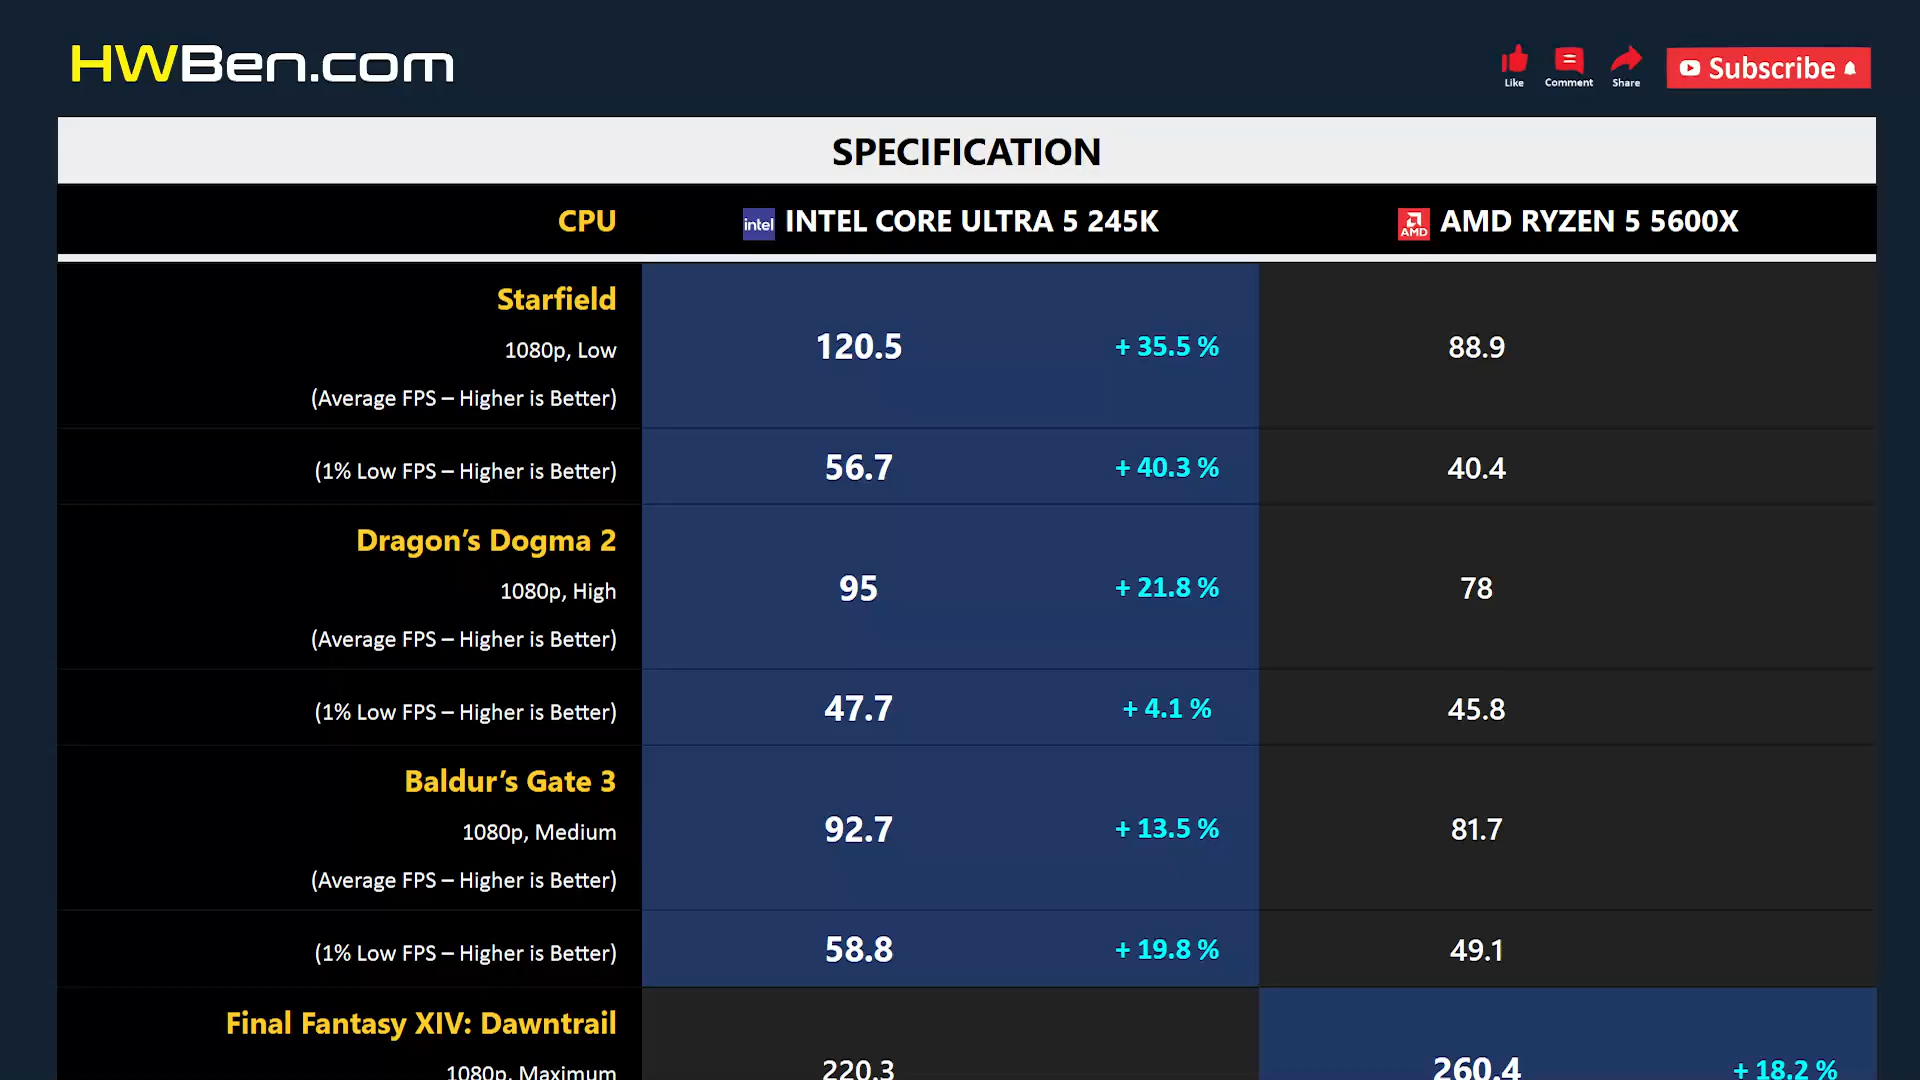 HWBen.com
Like
Comment
Share
Subscribe
SPECIFICATION
CPU
intel INTEL CORE ULTRA 5 245K
AMD AMD RYZEN 5 5600X
Starfield
1080p, Low
(Average FPS – Higher is Better)
120.5 + 35.5 % 88.9
(1% Low FPS – Higher is Better) 56.7 + 40.3 % 40.4
Dragon’s Dogma 2
1080p, High
(Average FPS – Higher is Better)
95 + 21.8 % 78
(1% Low FPS – Higher is Better) 47.7 + 4.1 % 45.8
Baldur’s Gate 3
1080p, Medium
(Average FPS – Higher is Better)
92.7 + 13.5 % 81.7
(1% Low FPS – Higher is Better) 58.8 + 19.8 % 49.1
Final Fantasy XIV: Dawntrail
1080p, Maximum
220.3 260.4 + 18.2 %